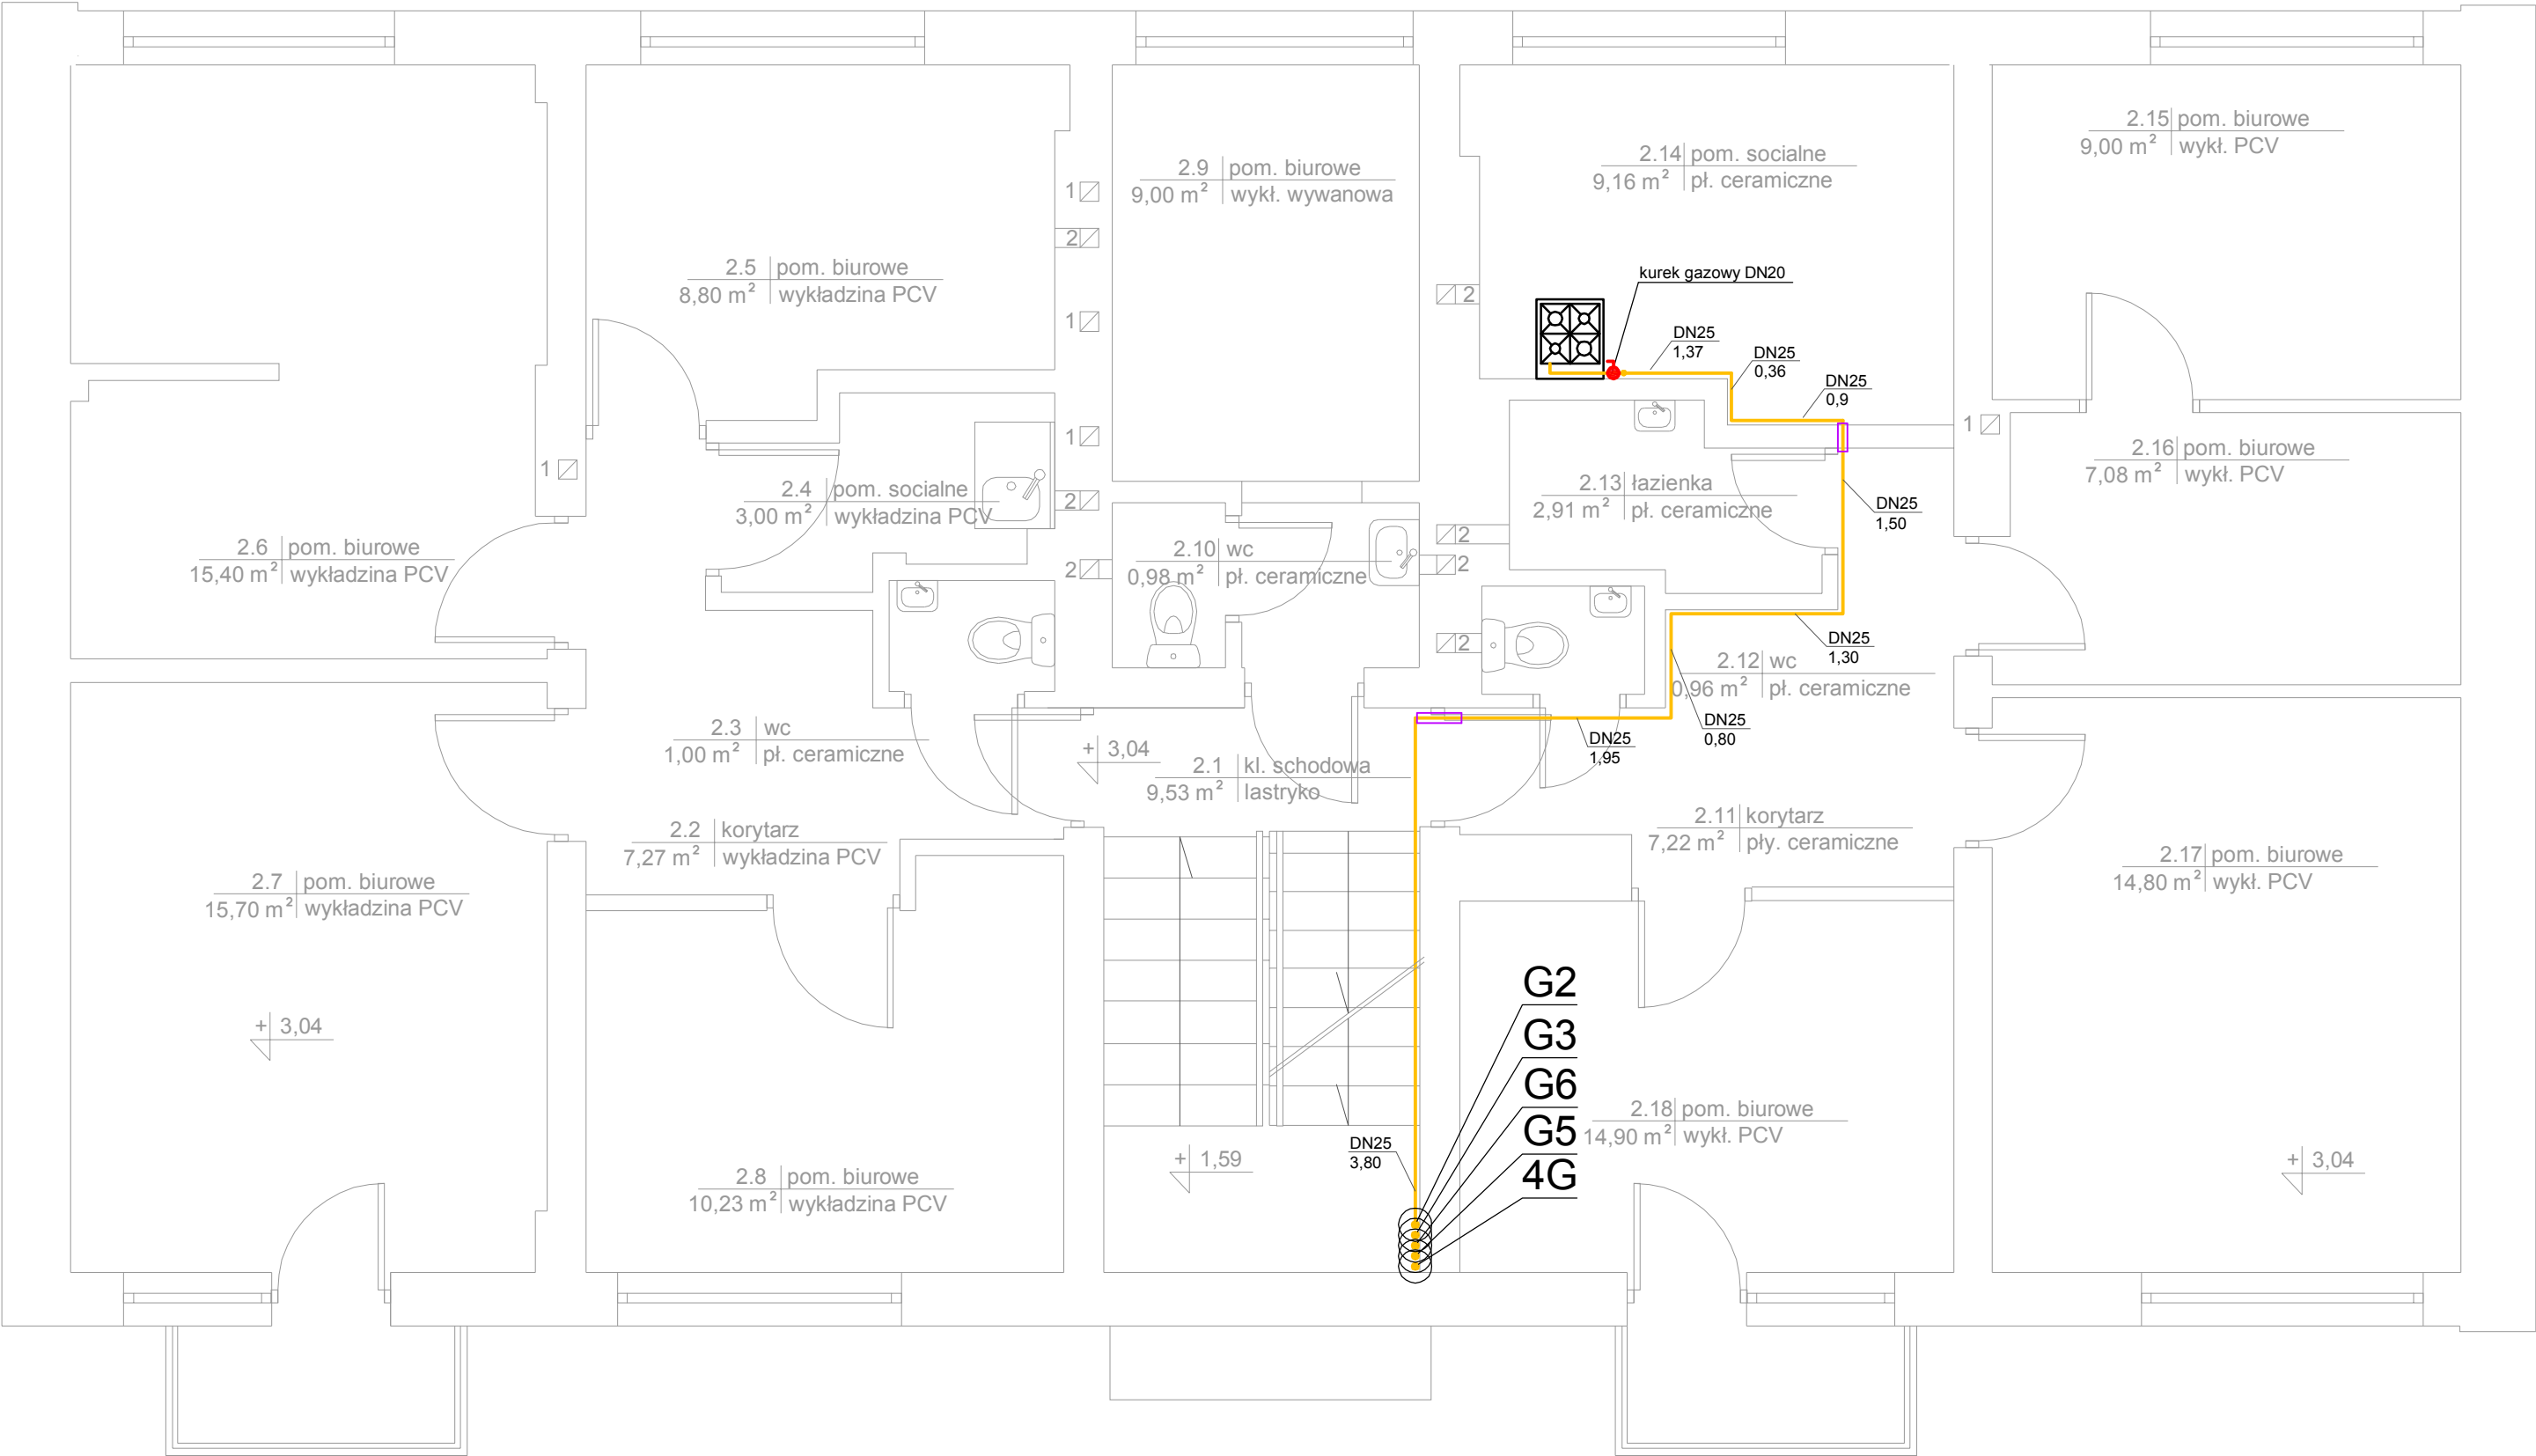 2.15 pom. biurowe
9,00 m² wykł. PCV
2.14 pom. socialne
9,16 m² pł. ceramiczne
2.9 pom. biurowe
9,00 m² wykł. wywanowa
1
2
1
2.5 pom. biurowe
8,80 m² wykładzina PCV
2
kurek gazowy DN20
DN25
1,37
DN25
0,36
DN25
0,9
1
1
1
2.16 pom. biurowe
7,08 m² wykł. PCV
2.4 pom. socialne
3,00 m² wykładzina PCV
2
2.13 łazienka
2,91 m² pł. ceramiczne
DN25
1,50
2.6 pom. biurowe
15,40 m² wykładzina PCV
2
2.10 wc
0,98 m² pł. ceramiczne
2
2
2
DN25
1,30
2.12 wc
0,96 m² pł. ceramiczne
2.3 wc
1,00 m² pł. ceramiczne
DN25
0,80
DN25
1,95
+ 3,04
2.1 kl. schodowa
9,53 m² lastryko
2.2 korytarz
7,27 m² wykładzina PCV
2.11 korytarz
7,22 m² pły. ceramiczne
2.7 pom. biurowe
15,70 m² wykładzina PCV
2.17 pom. biurowe
14,80 m² wykł. PCV
G2
+ 3,04
G3
G6
2.18 pom. biurowe
14,90 m² wykł. PCV
G5
DN25
3,80
+ 1,59
4G
+ 3,04
2.8 pom. biurowe
10,23 m² wykładzina PCV